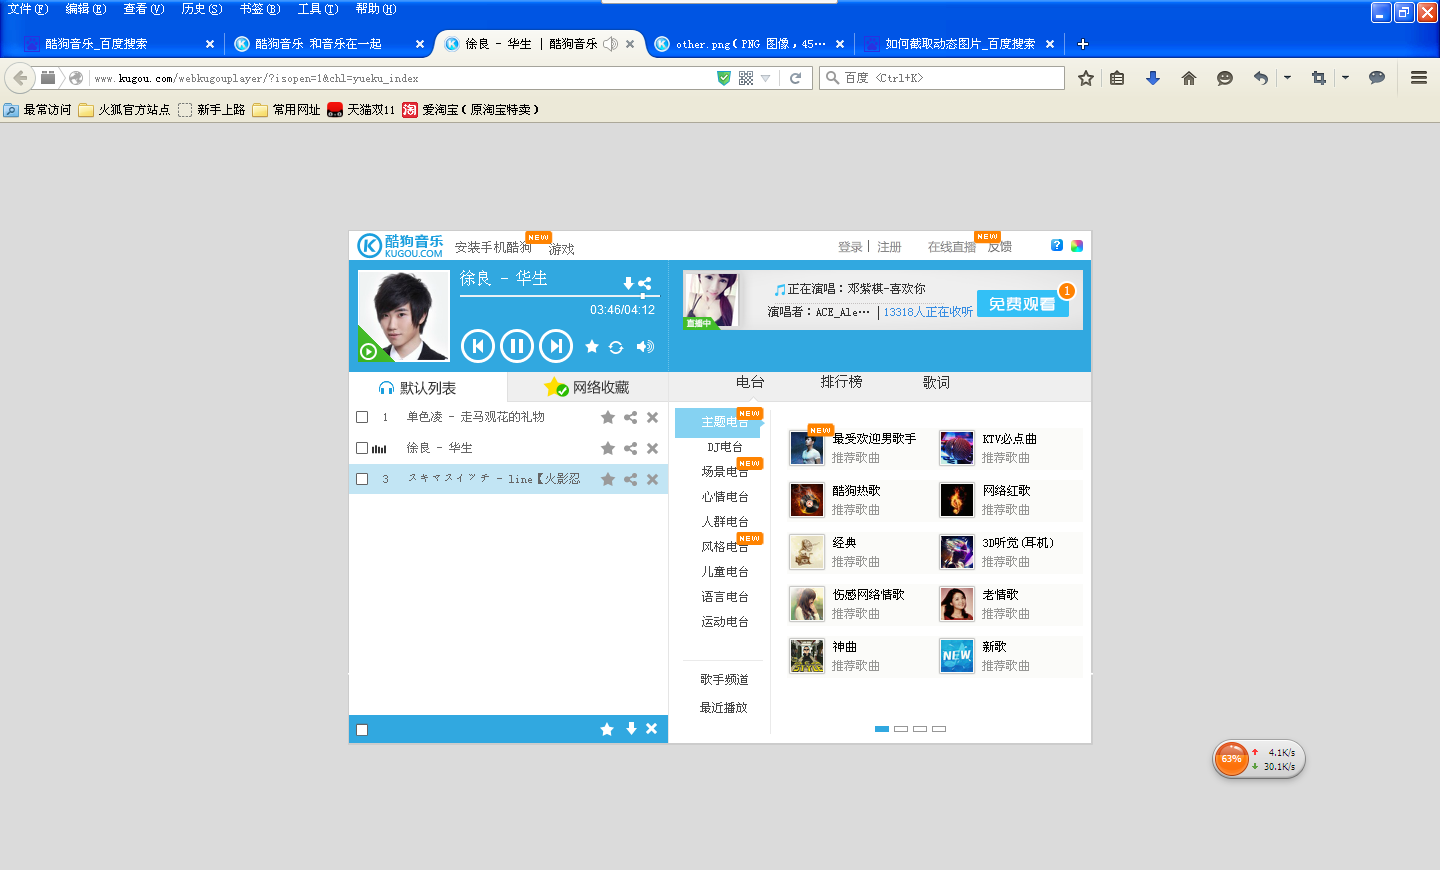 文件(F) 编辑(E) 查看(V) 历史(S) 书签(B) 工具(T) 帮助(H)
酷狗音乐_百度搜索
酷狗音乐 和音乐在一起
徐良 - 华生 | 酷狗音乐
other.png(PNG 图像，45...
如何截取动态图片_百度搜索
www.kugou.com/webkugouplayer/?isopen=1&chl=yueku_index
百度 <Ctrl+K>
最常访问 火狐官方站点 新手上路 常用网址 天猫双11 淘 爱淘宝（原淘宝特卖）
酷狗音乐
KUGOU.COM
安装手机酷狗 NEW 游戏
登录 | 注册 在线直播 NEW 反馈
徐良 - 华生
03:46/04:12
直播中
正在演唱：邓紫棋-喜欢你
演唱者：ACE_Ale... | 13318人正在收听
免费观看 1
默认列表 网络收藏
电台 排行榜 歌词
1 单色凌 - 走马观花的礼物
徐良 - 华生
3 スキマスイッチ - line【火影忍
主题电台 NEW
DJ电台
场景电台 NEW
心情电台
人群电台
风格电台 NEW
儿童电台
语言电台
运动电台
歌手频道
最近播放
NEW 最受欢迎男歌手
推荐歌曲
KTV必点曲
推荐歌曲
酷狗热歌
推荐歌曲
网络红歌
推荐歌曲
经典
推荐歌曲
3D听觉(耳机)
推荐歌曲
伤感网络情歌
推荐歌曲
老情歌
推荐歌曲
神曲
推荐歌曲
NEW
新歌
推荐歌曲
63%
4.1K/s
30.1K/s